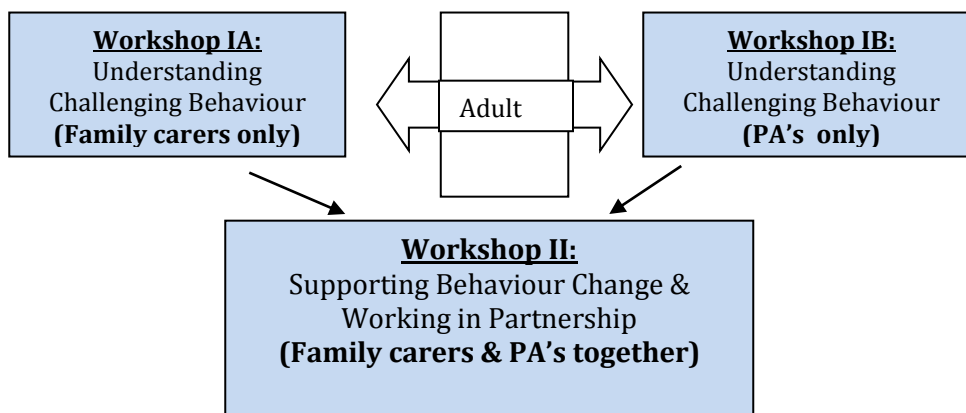 Workshop IA:
Understanding
Challenging Behaviour
(Family carers only)
Adult
Workshop IB:
Understanding
Challenging Behaviour
(PA's  only)
Workshop II:
Supporting Behaviour Change &
Working in Partnership
(Family carers & PA’s together)